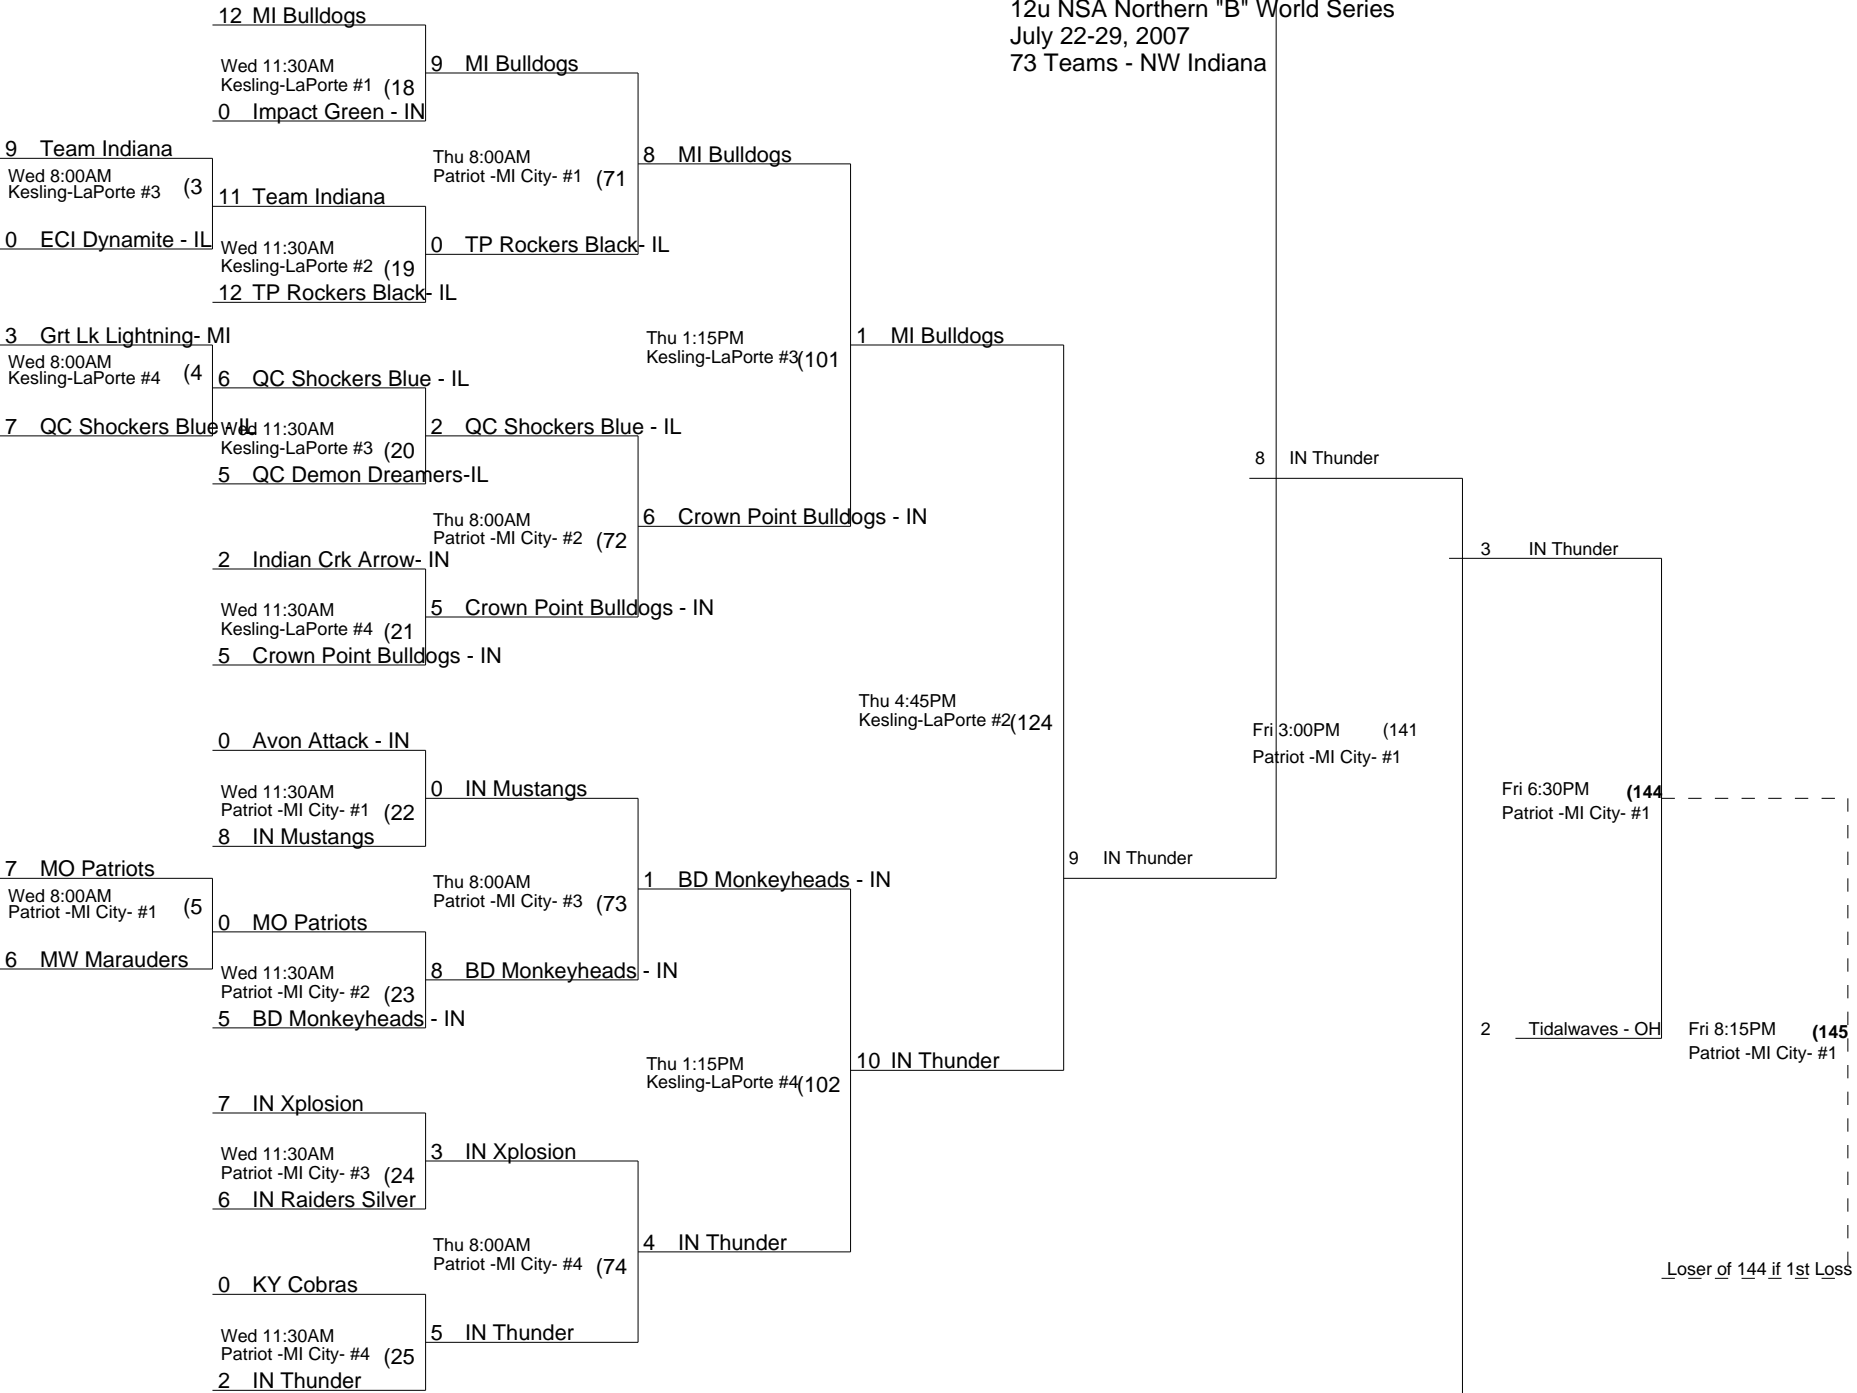 12u NSA Northern "B" World Series
July 22-29, 2007
73 Teams - NW Indiana
9 Team Indiana
Wed 8:00AM
Kesling-LaPorte #3 (3
0 ECI Dynamite - IL
3 Grt Lk Lightning- MI
Wed 8:00AM
Kesling-LaPorte #4 (4
7 QC Shockers Blue - IL
7 MO Patriots
Wed 8:00AM
Patriot -MI City- #1 (5
6 MW Marauders
12 MI Bulldogs
Wed 11:30AM
Kesling-LaPorte #1 (18
0 Impact Green - IN
11 Team Indiana
Wed 11:30AM
Kesling-LaPorte #2 (19
12 TP Rockers Black- IL
6 QC Shockers Blue - IL
Wed 11:30AM
Kesling-LaPorte #3 (20
5 QC Demon Dreamers-IL
2 Indian Crk Arrow- IN
Wed 11:30AM
Kesling-LaPorte #4 (21
5 Crown Point Bulldogs - IN
0 Avon Attack - IN
Wed 11:30AM
Patriot -MI City- #1 (22
8 IN Mustangs
0 MO Patriots
Wed 11:30AM
Patriot -MI City- #2 (23
5 BD Monkeyheads - IN
7 IN Xplosion
Wed 11:30AM
Patriot -MI City- #3 (24
6 IN Raiders Silver
0 KY Cobras
Wed 11:30AM
Patriot -MI City- #4 (25
2 IN Thunder
9 MI Bulldogs
Thu 8:00AM
Patriot -MI City- #1 (71
0 TP Rockers Black- IL
2 QC Shockers Blue - IL
Thu 8:00AM
Patriot -MI City- #2 (72
5 Crown Point Bulldogs - IN
0 IN Mustangs
Thu 8:00AM
Patriot -MI City- #3 (73
8 BD Monkeyheads - IN
3 IN Xplosion
Thu 8:00AM
Patriot -MI City- #4 (74
5 IN Thunder
8 MI Bulldogs
Thu 1:15PM
Kesling-LaPorte #3(101
6 Crown Point Bulldogs - IN
1 BD Monkeyheads - IN
Thu 1:15PM
Kesling-LaPorte #4(102
4 IN Thunder
1 MI Bulldogs
Thu 4:45PM
Kesling-LaPorte #2(124
10 IN Thunder
8 IN Thunder
Fri 3:00PM (141
Patriot -MI City- #1
9 IN Thunder
3 IN Thunder
Fri 6:30PM (144
Patriot -MI City- #1
2 Tidalwaves - OH
Fri 8:15PM (145
Patriot -MI City- #1
Loser of 144 if 1st Loss